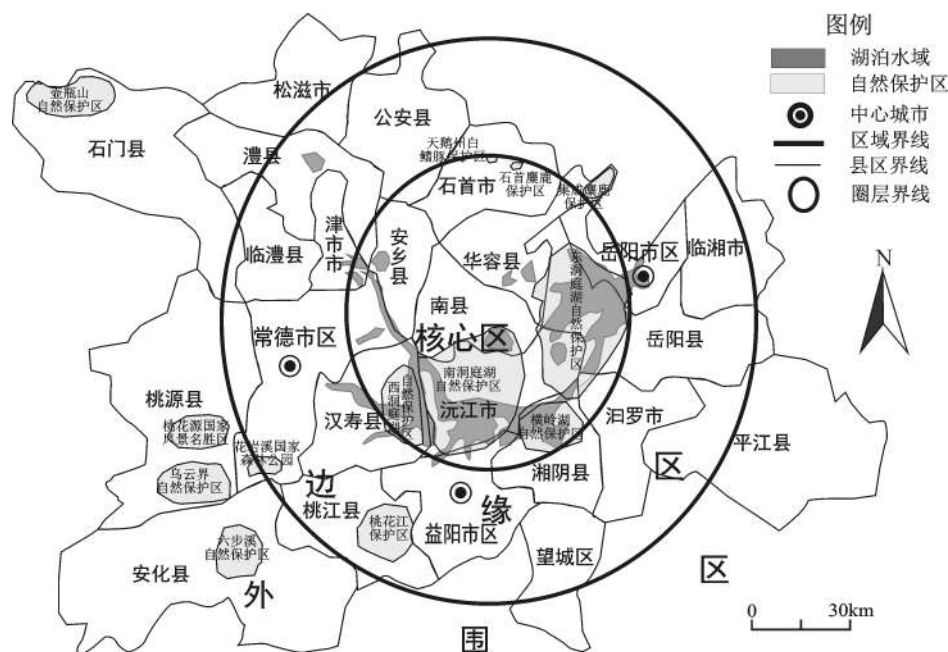 图例
湖泊水域
自然保护区
中心城市
区域界线
县区界线
圈层界线
N
0
30km
壶瓶山
自然保护区
石门县
松滋市
公安县
澧县
天鹅州白
鳍豚保护区
石首市
石首麋鹿
保护区
集成麋鹿
保护区
津市市
临澧县
安乡县
华容县
岳阳市区
临湘市
东洞庭湖自然保护区
南县
核心区
岳阳县
常德市区
南洞庭湖
自然保护区
西洞庭湖
自然保护区
沅江市
桃源县
汉寿县
横岭湖
自然保护区
汨罗市
平江县
桃花源国家
风景名胜区
花岩溪国家
森林公园
湘阴县
乌云界
自然保护区
边
缘
区
桃江县
桃花江
保护区
益阳市区
望城区
六步溪
自然保护区
安化县
外
围
区